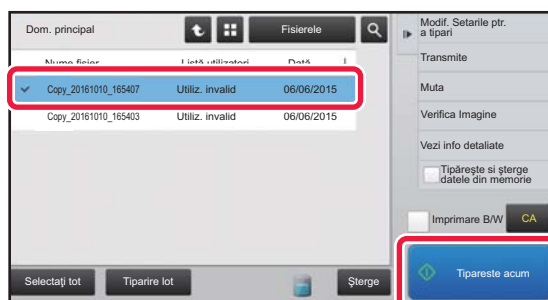 Dom. principal
Fisierele
Nume fisier Listă utilizatori Dată
Copy_20161010_165407 Utiliz. invalid 06/06/2015
Copy_20161010_165403 Utiliz. invalid 06/06/2015
Selectaţi tot
Tiparire lot
Şterge
Modif. Setarile ptr.
a tipari
Transmite
Muta
Verifica Imagine
Vezi info detaliate
Tipăreşte si şterge
datele din memorie
Imprimare B/W
CA
Tipareste acum